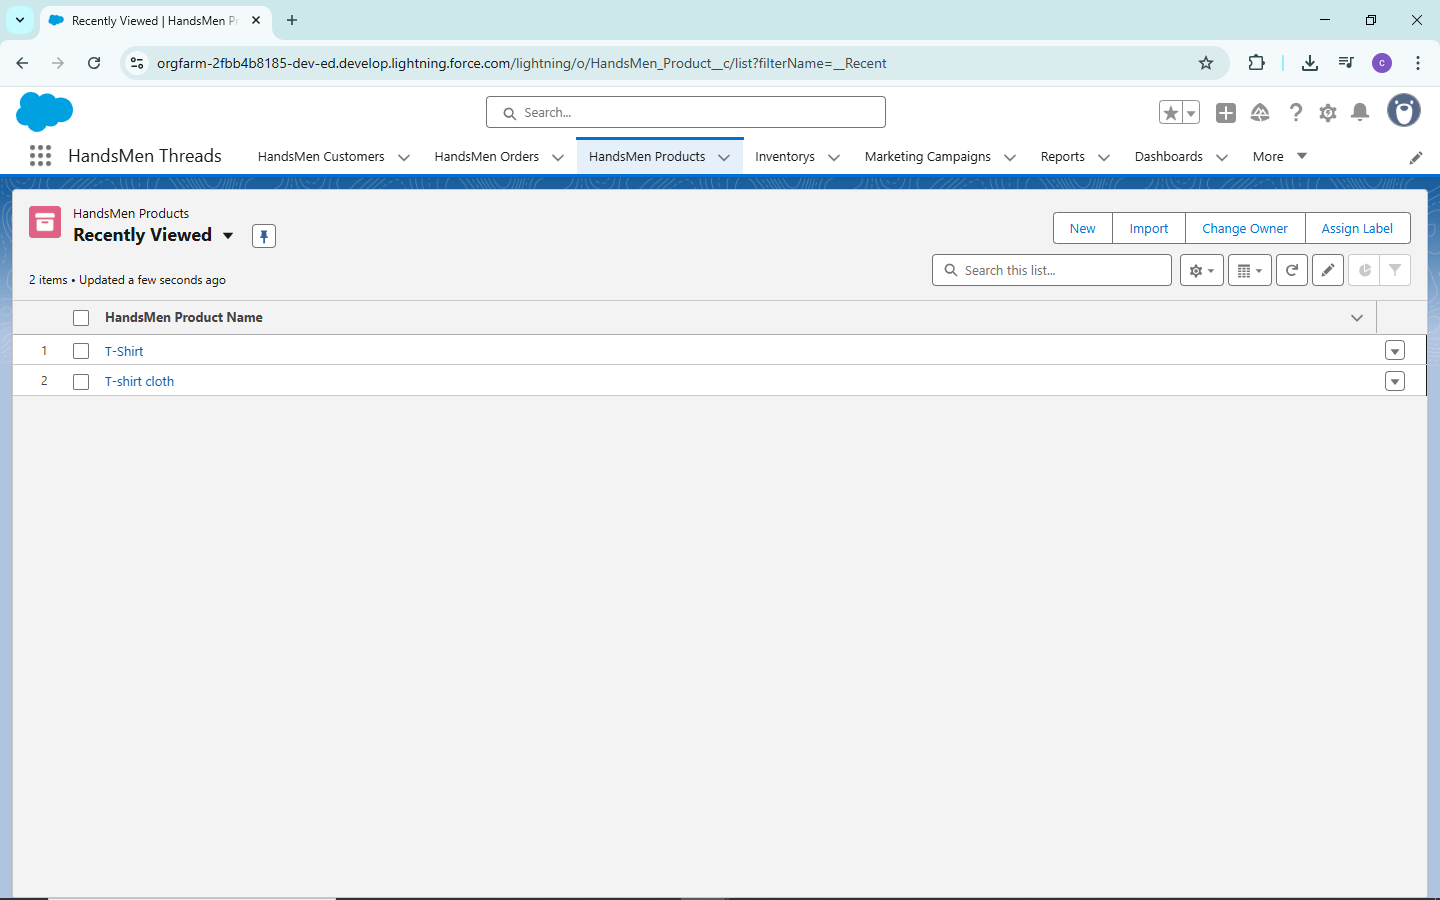 Recently Viewed | HandsMen Pr
orgfarm-2fbb4b8185-dev-ed.develop.lightning.force.com/lightning/o/HandsMen_Product__c/list?filterName=__Recent
c
Search...
HandsMen Threads
HandsMen Customers
HandsMen Orders
HandsMen Products
Inventorys
Marketing Campaigns
Reports
Dashboards
More
HandsMen Products
Recently Viewed
New
Import
Change Owner
Assign Label
2 items • Updated a few seconds ago
Search this list...
HandsMen Product Name
1 T-Shirt
2 T-shirt cloth